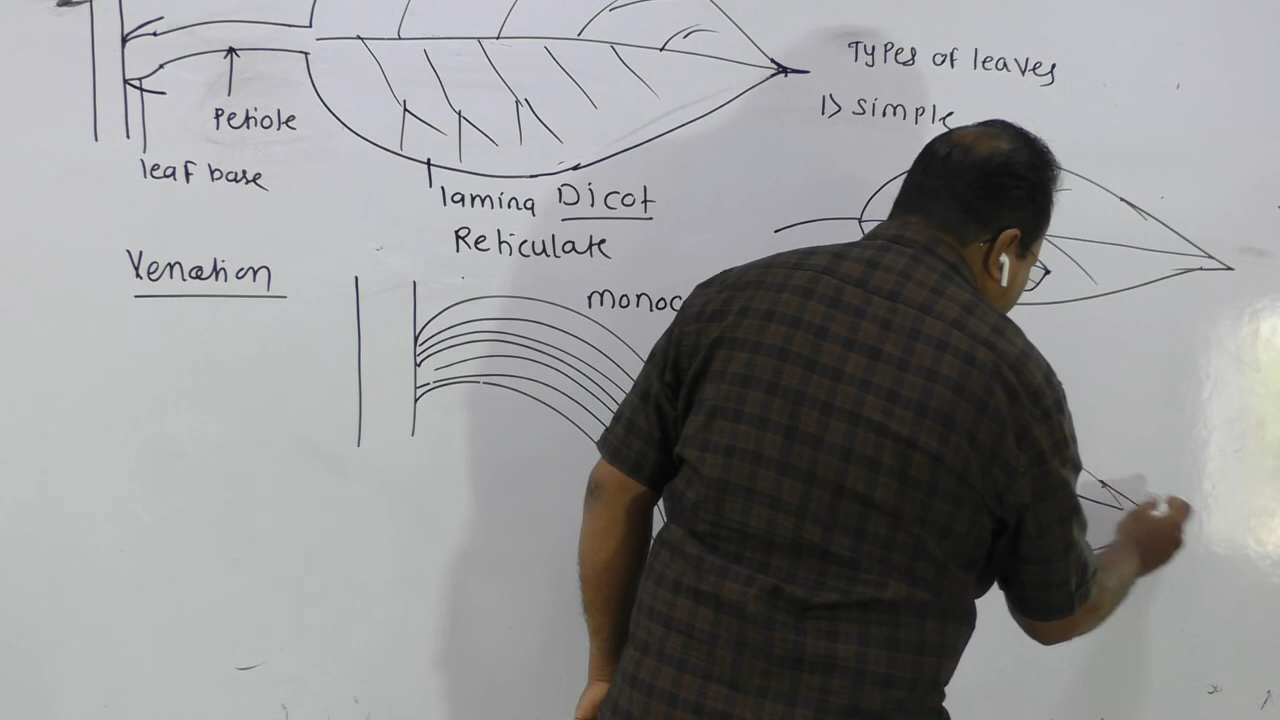 Petiole
leaf base
lamina Dicot
Reticulate
Venation
monoc
Types of leaves
1) simple